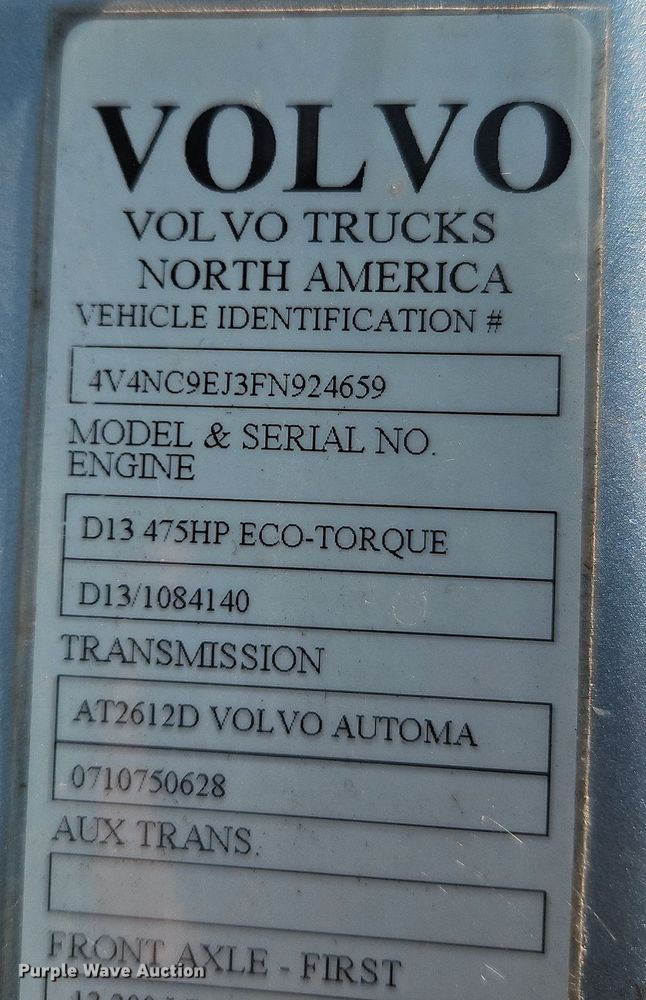 VOLVO
VOLVO TRUCKS
NORTH AMERICA
VEHICLE IDENTIFICATION #
4V4NC9EJ3FN924659
MODEL & SERIAL NO.
ENGINE
D13 475HP ECO-TORQUE
D13/1084140
TRANSMISSION
AT2612D VOLVO AUTOMA
0710750628
AUX TRANS.
FRONT AXLE - FIRST
Purple Wave Auction